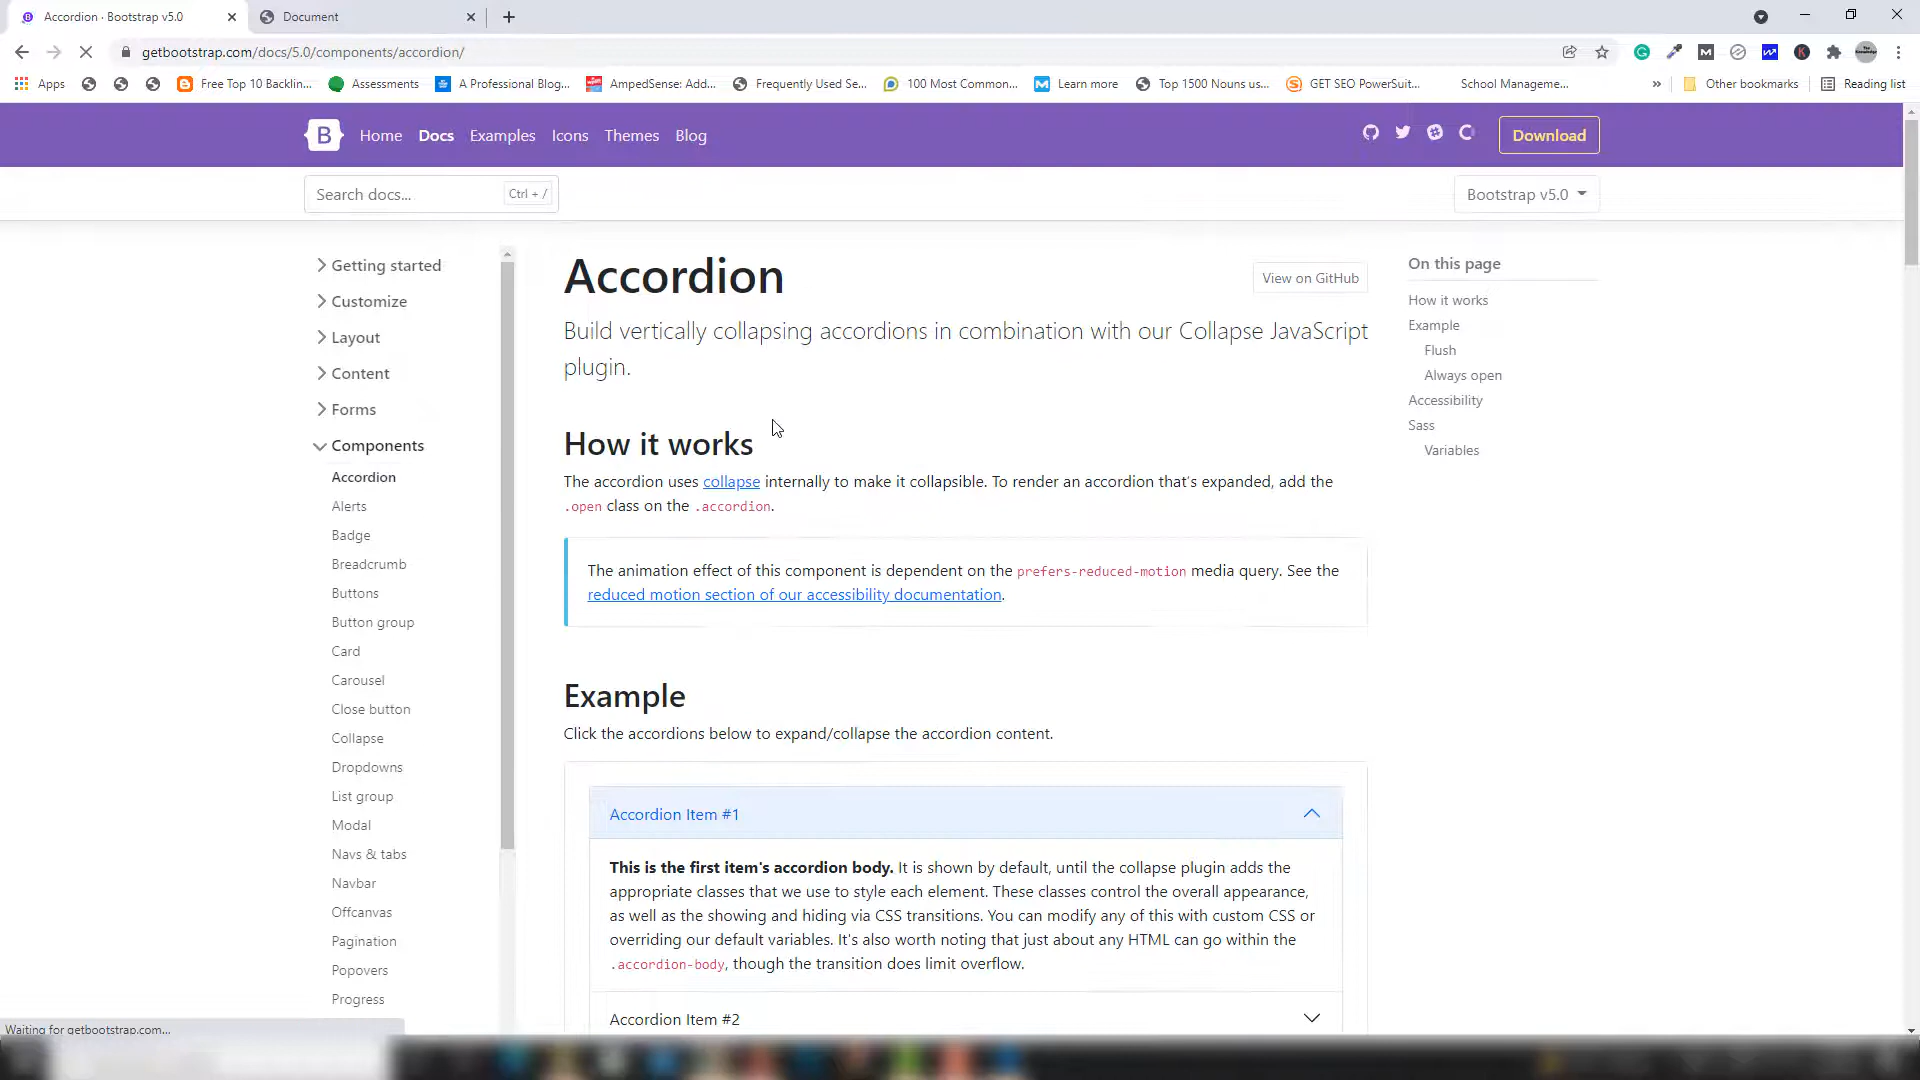 Accordion · Bootstrap v5.0
Document
getbootstrap.com/docs/5.0/components/accordion/
Apps
Free Top 10 Backlin...
Assessments
A Professional Blog...
AmpedSense: Add...
Frequently Used Se...
100 Most Common...
Learn more
Top 1500 Nouns us...
GET SEO PowerSuit...
School Manageme...
»
Other bookmarks
Reading list
B
Home
Docs
Examples
Icons
Themes
Blog
Download
Search docs...
Ctrl + /
Bootstrap v5.0
Getting started
Customize
Layout
Content
Forms
Components
Accordion
Alerts
Badge
Breadcrumb
Buttons
Button group
Card
Carousel
Close button
Collapse
Dropdowns
List group
Modal
Navs & tabs
Navbar
Offcanvas
Pagination
Popovers
Progress
Accordion
View on GitHub
Build vertically collapsing accordions in combination with our Collapse JavaScript
plugin.
How it works
The accordion uses collapse internally to make it collapsible. To render an accordion that's expanded, add the
.open class on the .accordion.
The animation effect of this component is dependent on the prefers-reduced-motion media query. See the
reduced motion section of our accessibility documentation.
Example
Click the accordions below to expand/collapse the accordion content.
Accordion Item #1
This is the first item's accordion body. It is shown by default, until the collapse plugin adds the
appropriate classes that we use to style each element. These classes control the overall appearance,
as well as the showing and hiding via CSS transitions. You can modify any of this with custom CSS or
overriding our default variables. It's also worth noting that just about any HTML can go within the
.accordion-body, though the transition does limit overflow.
Accordion Item #2
On this page
How it works
Example
Flush
Always open
Accessibility
Sass
Variables
Waiting for getbootstrap.com...